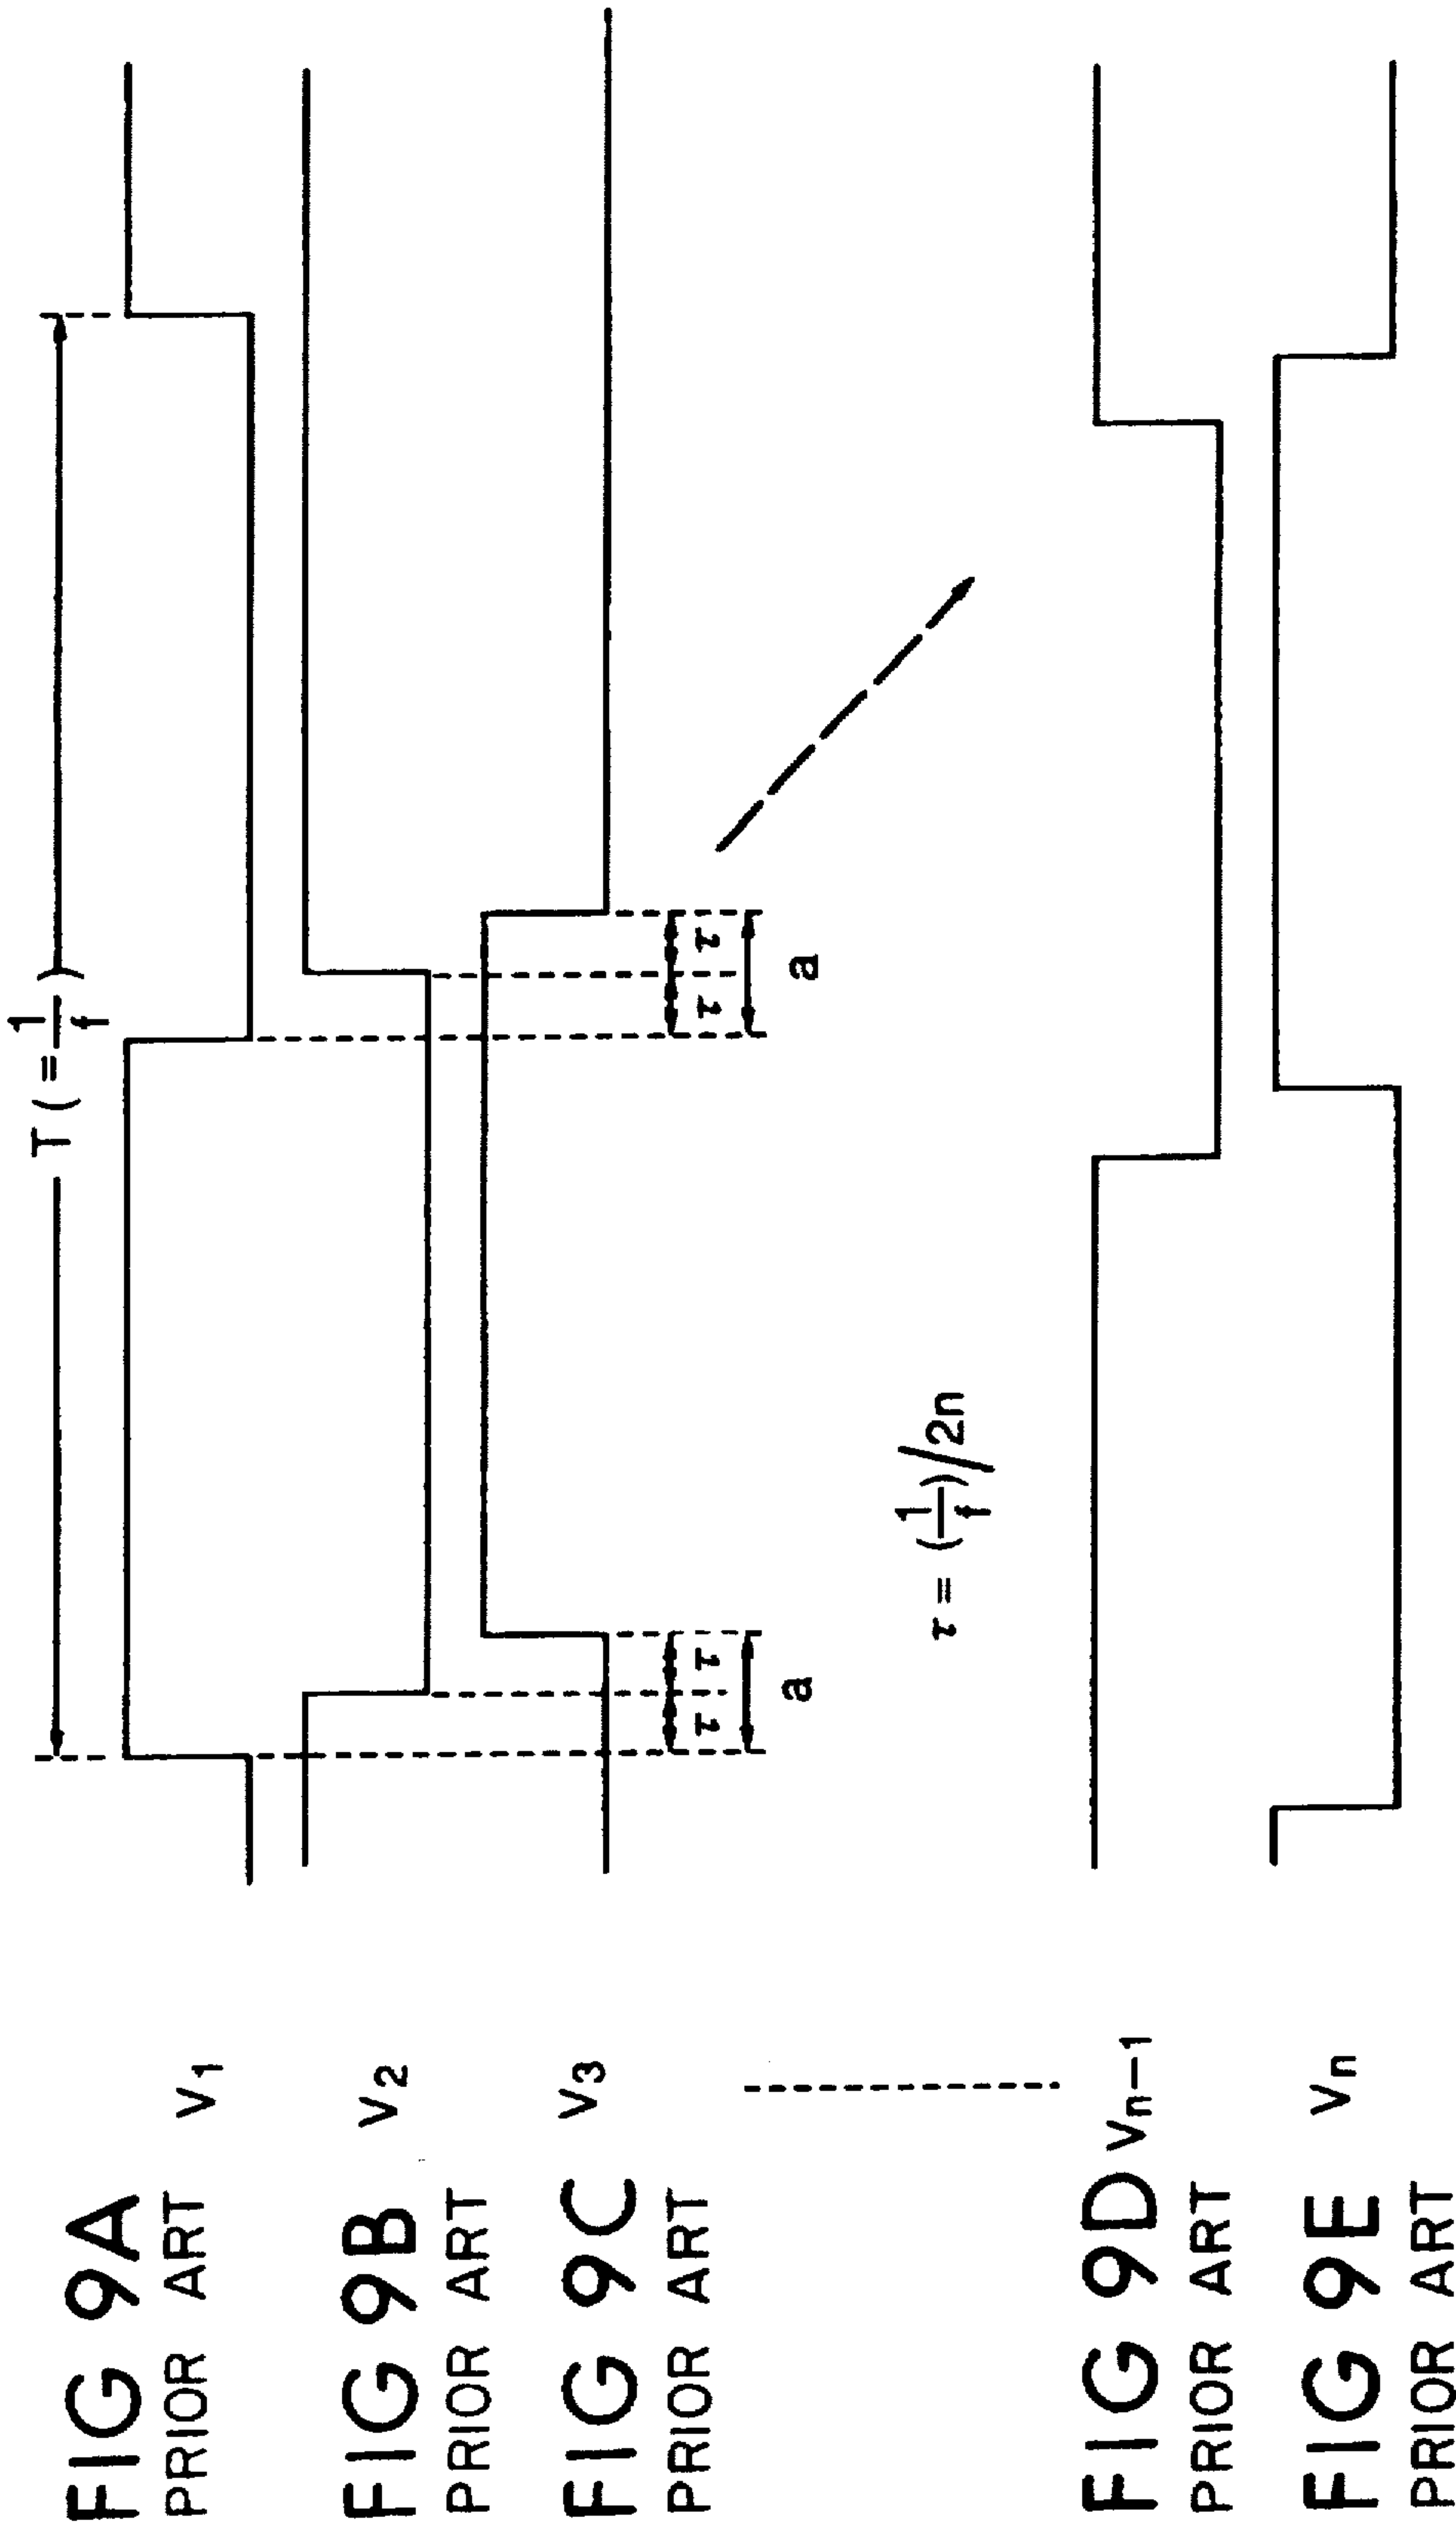 T ( = 1/f )
FIG 9A
PRIOR ART
V1
FIG 9B
PRIOR ART
V2
FIG 9C
PRIOR ART
V3
τ τ
a
τ τ
a
τ = (1/f)/2n
FIG 9D
PRIOR ART
Vn−1
FIG 9E
PRIOR ART
Vn